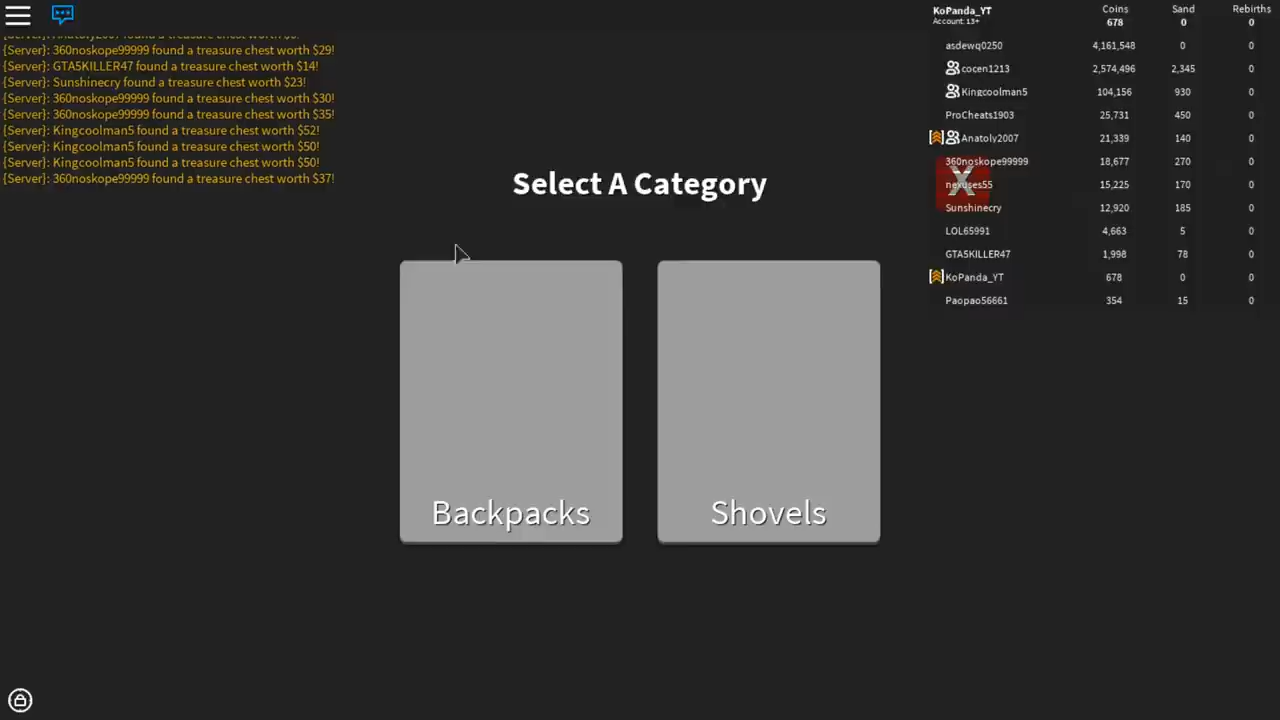 {Server}: 360noskope99999 found a treasure chest worth $29!
{Server}: GTA5KILLER47 found a treasure chest worth $14!
{Server}: Sunshinecry found a treasure chest worth $23!
{Server}: 360noskope99999 found a treasure chest worth $30!
{Server}: 360noskope99999 found a treasure chest worth $35!
{Server}: Kingcoolman5 found a treasure chest worth $52!
{Server}: Kingcoolman5 found a treasure chest worth $50!
{Server}: Kingcoolman5 found a treasure chest worth $50!
{Server}: 360noskope99999 found a treasure chest worth $37!
Select A Category
Backpacks
Shovels
KoPanda_YT Coins Sand Rebirths
Account: 13+ 678 0 0
asdewq0250 4,161,548 0 0
cocen1213 2,574,496 2,345 0
Kingcoolman5 104,156 930 0
ProCheats1903 25,731 450 0
Anatoly2007 21,339 140 0
360noskope99999 18,677 270 0
X
nexuses55 15,225 170 0
Sunshinecry 12,920 185 0
LOL65991 4,663 5 0
GTA5KILLER47 1,998 78 0
KoPanda_YT 678 0 0
Paopao56661 354 15 0